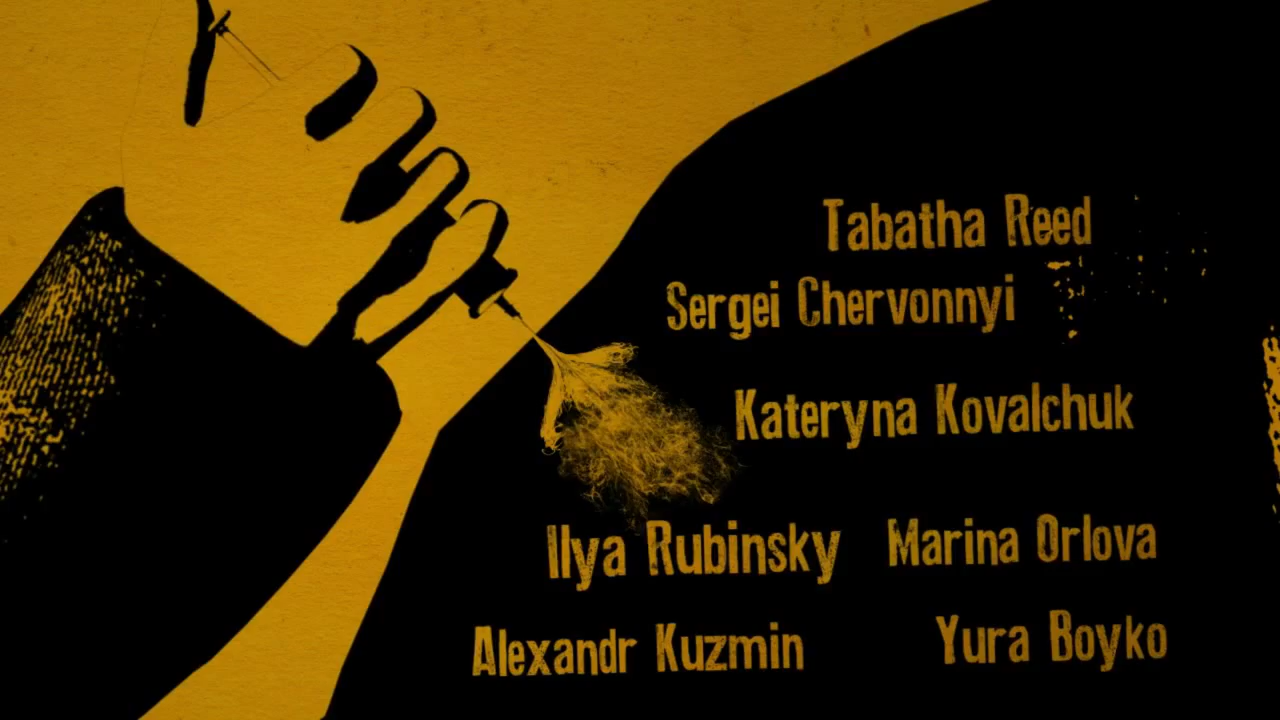 Tabatha Reed
Sergei Chervonnyi
Kateryna Kovalchuk
Ilya Rubinsky Marina Orlova
Alexandr Kuzmin Yura Boyko